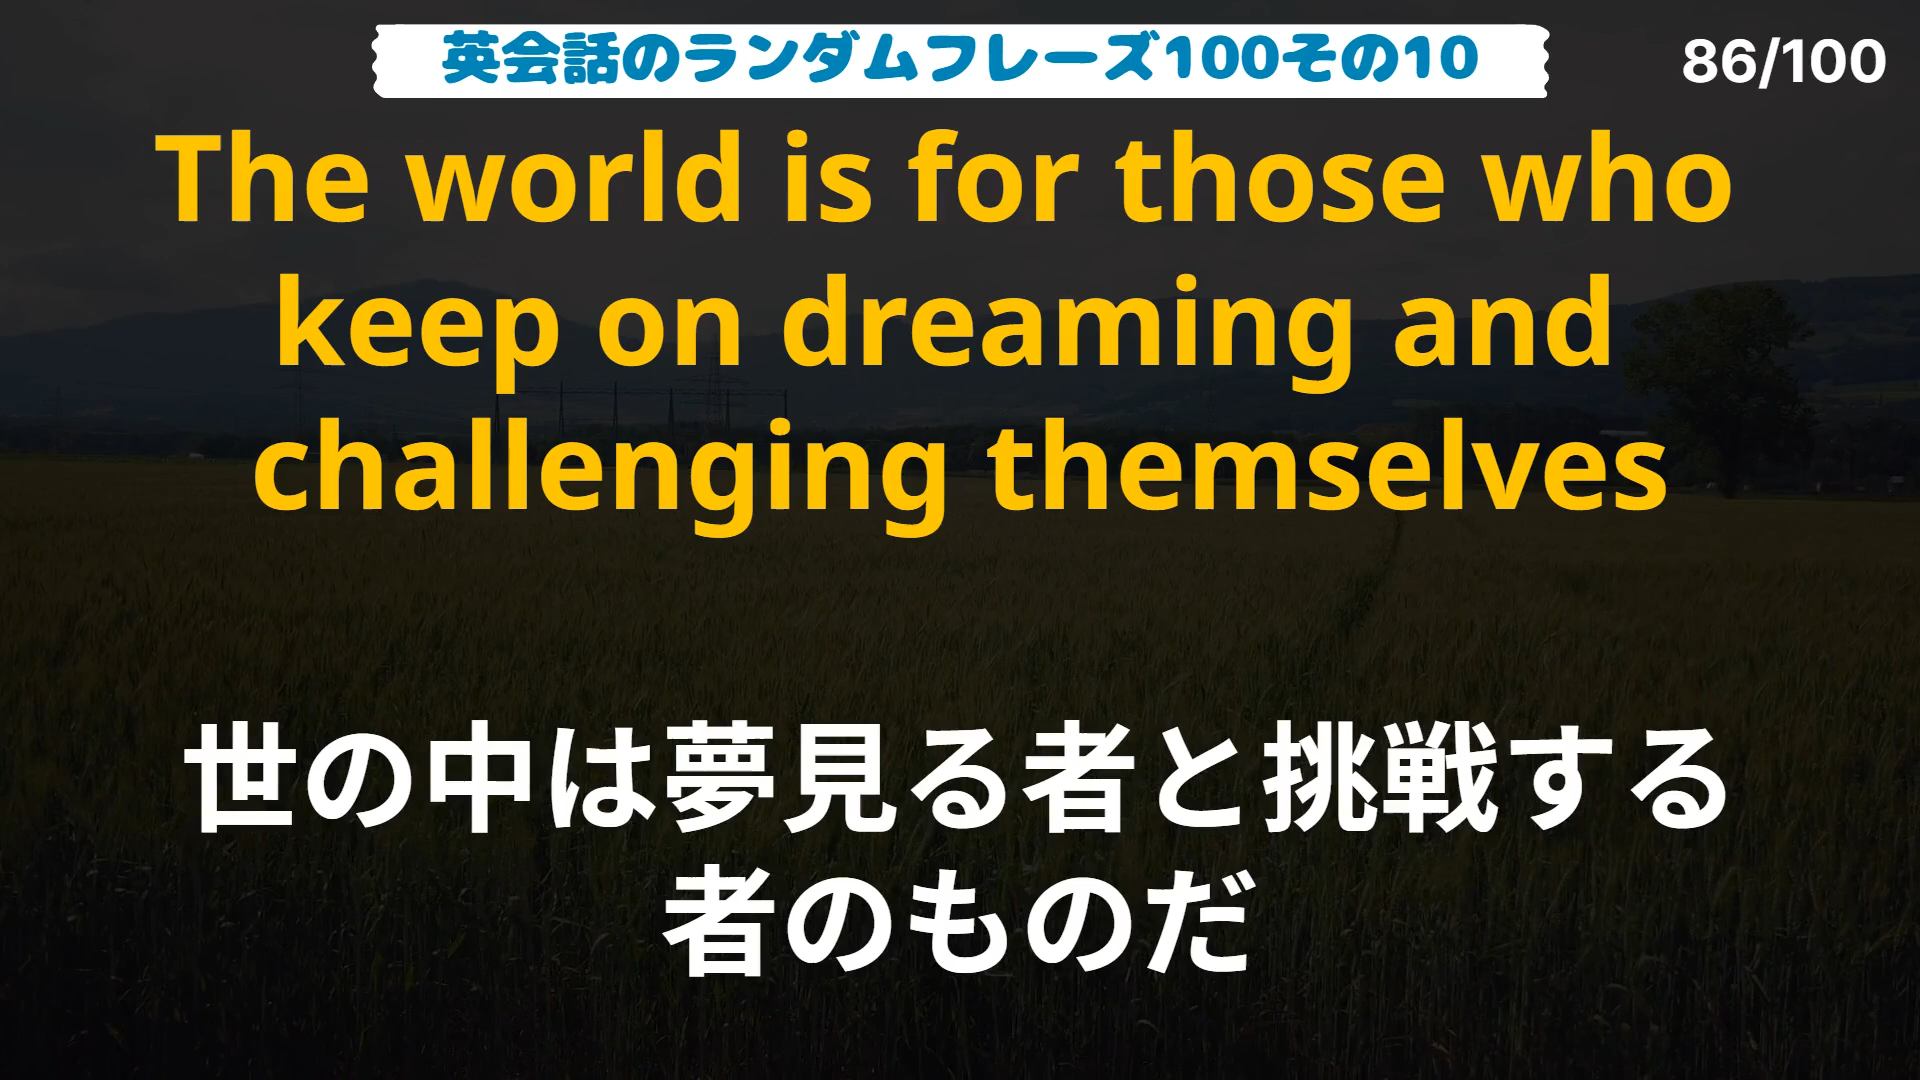 英会話のランダムフレーズ100その10
86/100
The world is for those who
keep on dreaming and
challenging themselves
世の中は夢見る者と挑戦する
者のものだ